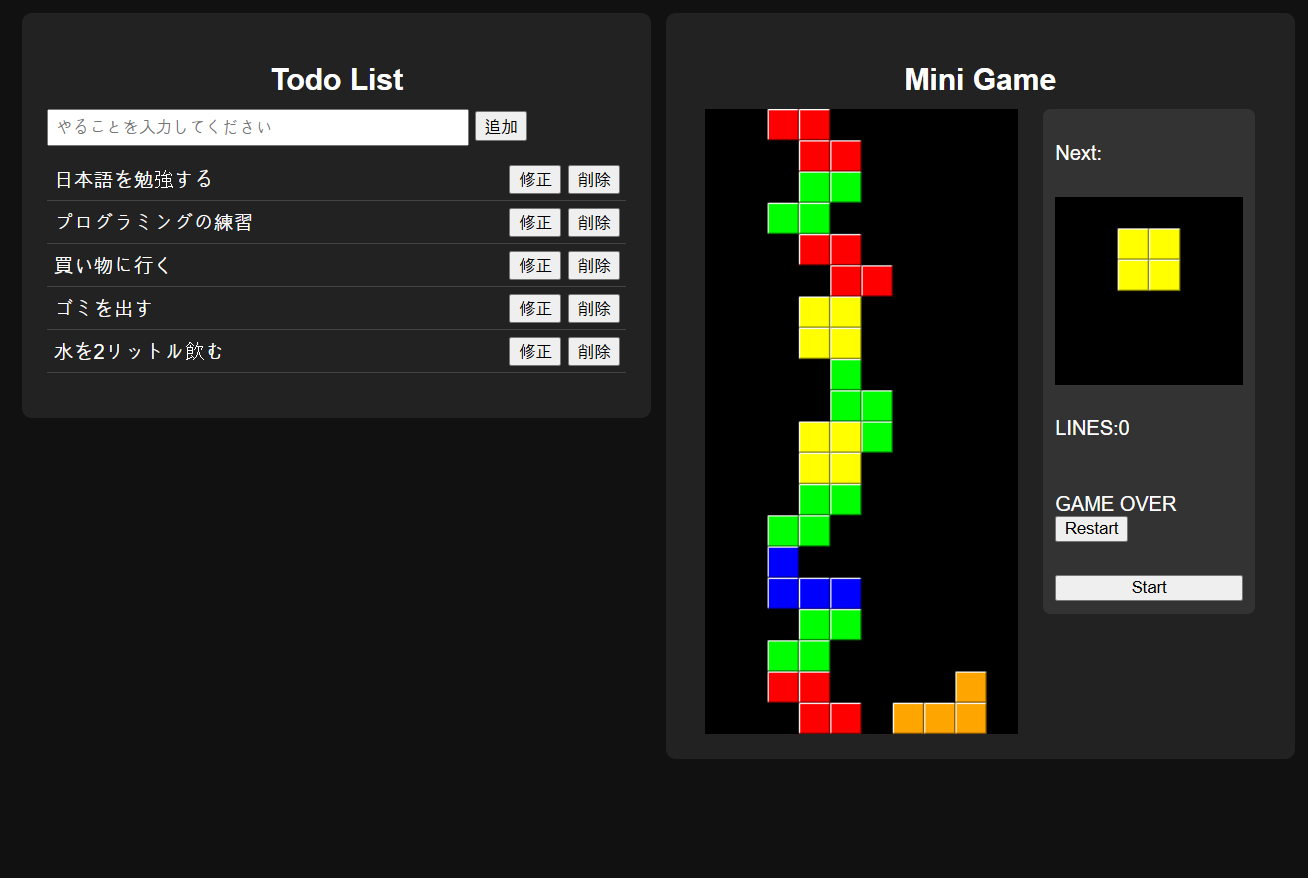 Todo List
やることを入力してください 追加
日本語を勉強する 修正 削除
プログラミングの練習 修正 削除
買い物に行く 修正 削除
ゴミを出す 修正 削除
水を2リットル飲む 修正 削除
Mini Game
Next:
LINES:0
GAME OVER
Restart
Start